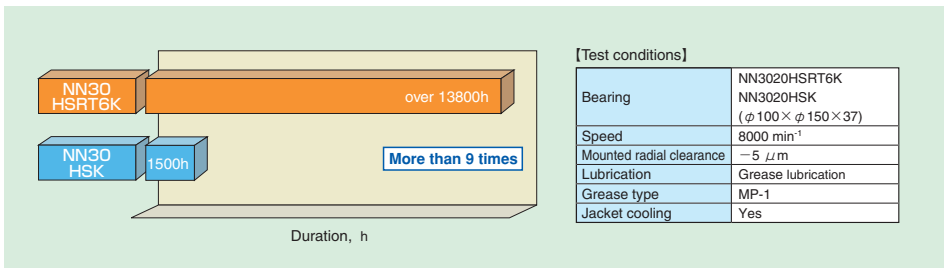 NN30
HSRT6K
over 13800h
NN30
HSK
1500h
More than 9 times
Duration, h
【Test conditions】
Bearing
NN3020HSRT6K
NN3020HSK
(φ100×φ150×37)
Speed
8000 min⁻¹
Mounted radial clearance
−5 μm
Lubrication
Grease lubrication
Grease type
MP-1
Jacket cooling
Yes